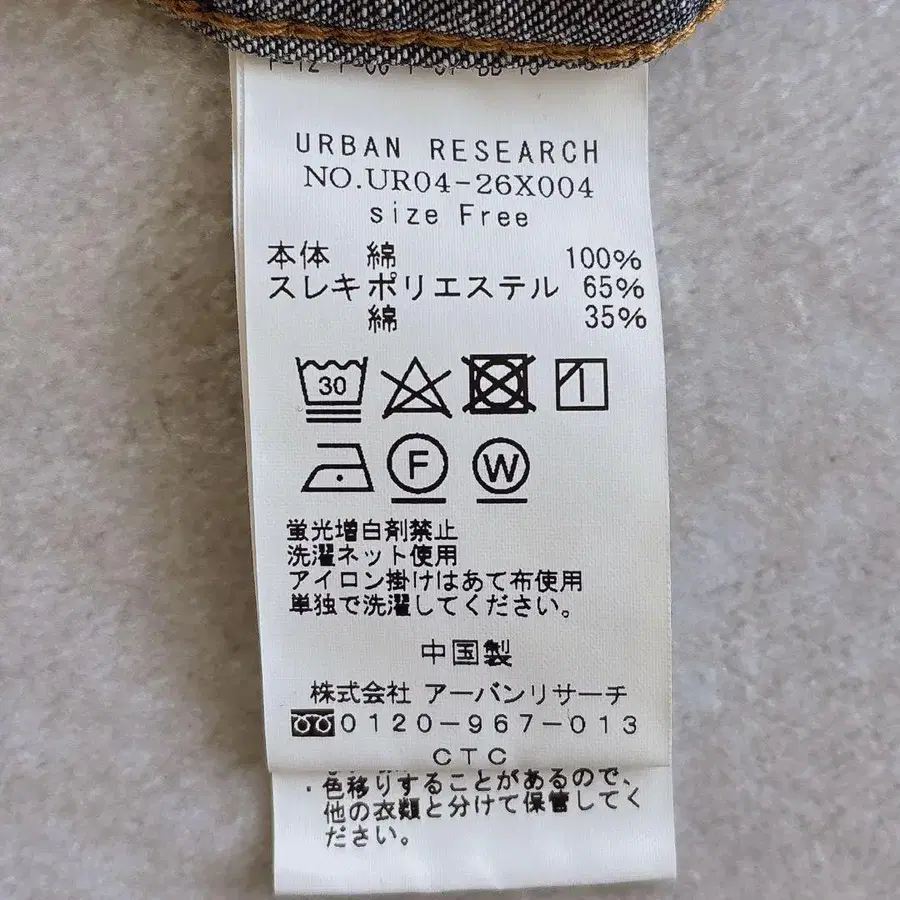 URBAN RESEARCH
NO.UR04-26X004
size Free
本体 綿 100%
スレキ ポリエステル 65%
綿 35%
30
F W
蛍光増白剤禁止
洗濯ネット使用
アイロン掛けはあて布使用
単独で洗濯してください。
中国製
株式会社 アーバンリサーチ
0120-967-013
CTC
・色移りすることがあるので、
他の衣類と分けて保管してく
ださい。